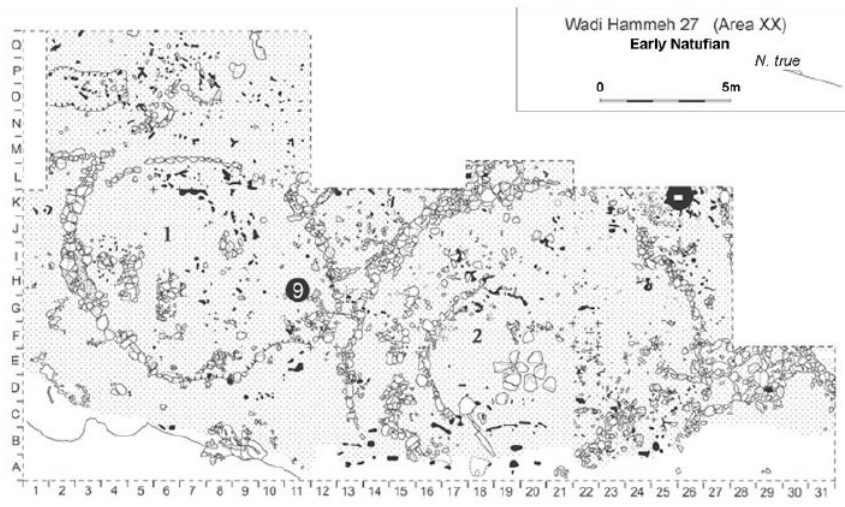 Wadi Hammeh 27 (Area XX)
Early Natufian
N. true
0 5m
Q
P
O
N
M
L
K
J
I
H
G
F
E
D
C
B
A
1
2
9
1 2 3 4 5 6 7 8 9 10 11 12 13 14 15 16 17 18 19 20 21 22 23 24 25 26 27 28 29 30 31